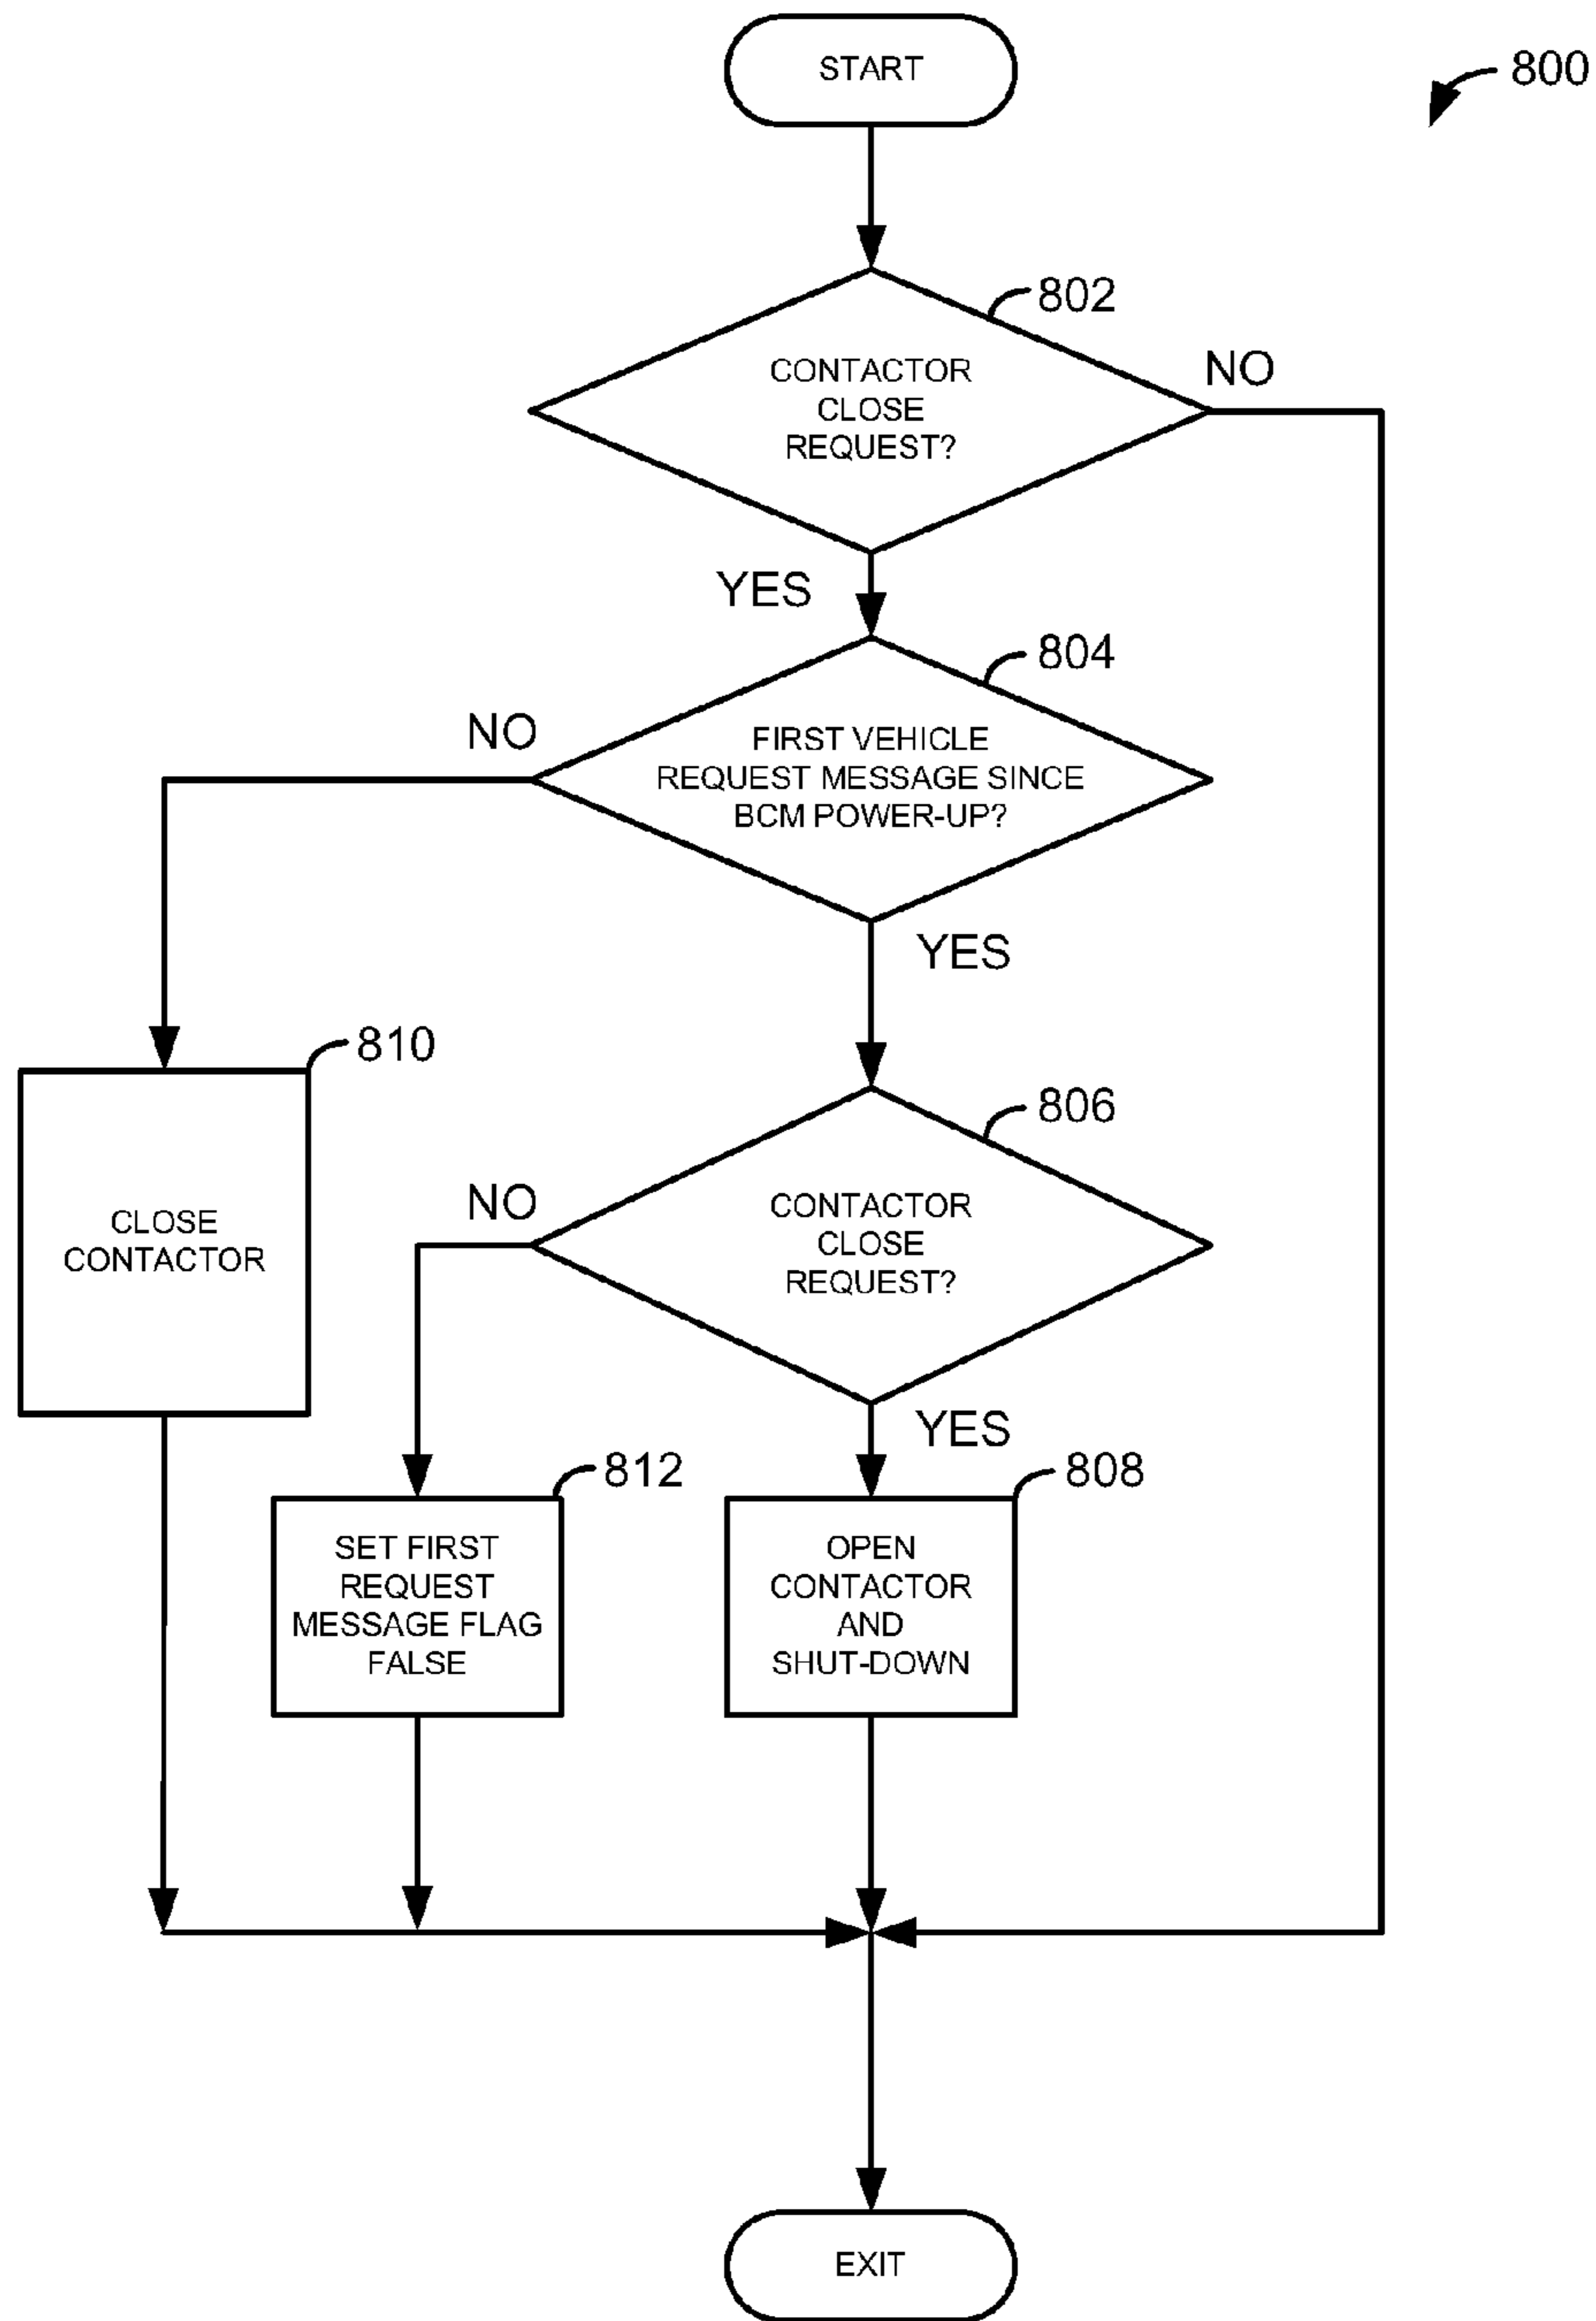 START
800
802
CONTACTOR
CLOSE
REQUEST?
NO
YES
804
FIRST VEHICLE
REQUEST MESSAGE SINCE
BCM POWER-UP?
NO
YES
810
CLOSE
CONTACTOR
806
CONTACTOR
CLOSE
REQUEST?
NO
YES
812
SET FIRST
REQUEST
MESSAGE FLAG
FALSE
808
OPEN
CONTACTOR
AND
SHUT-DOWN
EXIT